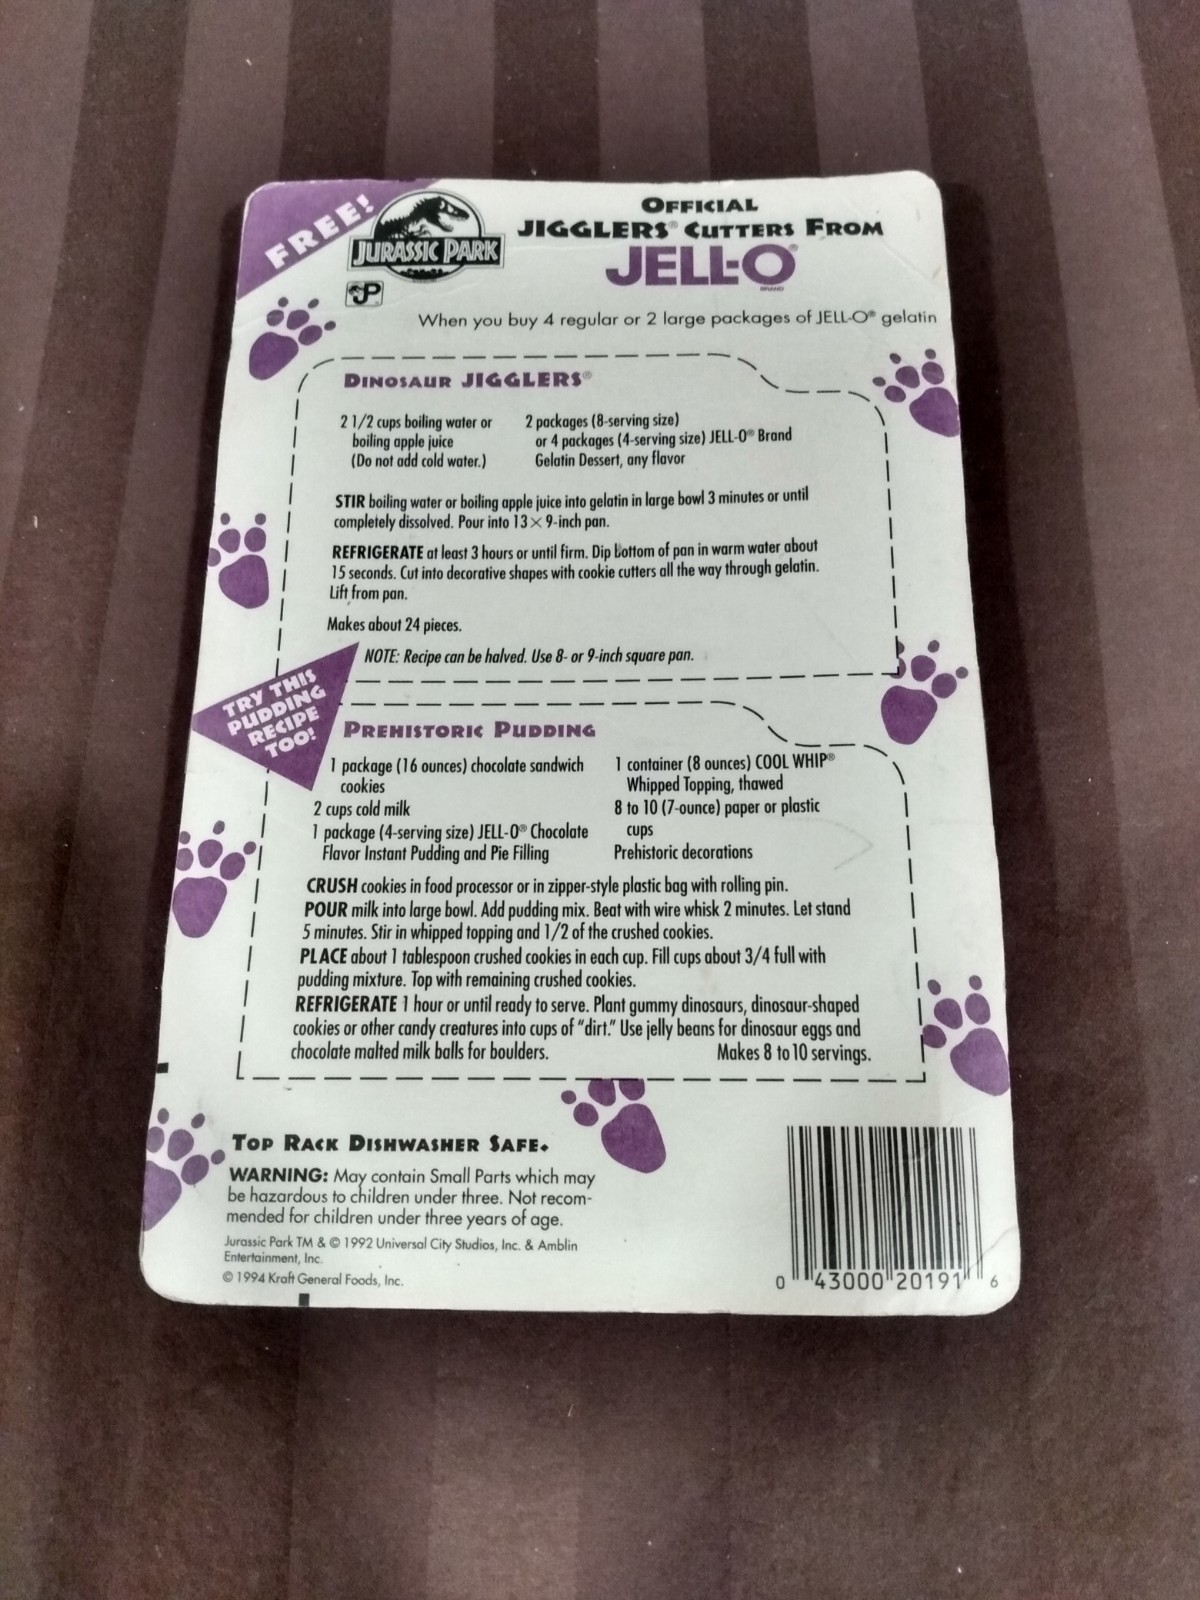 FREE!
JURASSIC PARK
JP
OFFICIAL
JIGGLERS® CUTTERS FROM
JELL-O®
BRAND
When you buy 4 regular or 2 large packages of JELL-O® gelatin
DINOSAUR JIGGLERS®
2 1/2 cups boiling water or
boiling apple juice
(Do not add cold water.)
2 packages (8-serving size)
or 4 packages (4-serving size) JELL-O® Brand
Gelatin Dessert, any flavor
STIR boiling water or boiling apple juice into gelatin in large bowl 3 minutes or until
completely dissolved. Pour into 13 × 9-inch pan.
REFRIGERATE at least 3 hours or until firm. Dip bottom of pan in warm water about
15 seconds. Cut into decorative shapes with cookie cutters all the way through gelatin.
Lift from pan.
Makes about 24 pieces.
NOTE: Recipe can be halved. Use 8- or 9-inch square pan.
TRY THIS
PUDDING
RECIPE
TOO!
PREHISTORIC PUDDING
1 package (16 ounces) chocolate sandwich
cookies
2 cups cold milk
1 package (4-serving size) JELL-O® Chocolate
Flavor Instant Pudding and Pie Filling
1 container (8 ounces) COOL WHIP®
Whipped Topping, thawed
8 to 10 (7-ounce) paper or plastic
cups
Prehistoric decorations
CRUSH cookies in food processor or in zipper-style plastic bag with rolling pin.
POUR milk into large bowl. Add pudding mix. Beat with wire whisk 2 minutes. Let stand
5 minutes. Stir in whipped topping and 1/2 of the crushed cookies.
PLACE about 1 tablespoon crushed cookies in each cup. Fill cups about 3/4 full with
pudding mixture. Top with remaining crushed cookies.
REFRIGERATE 1 hour or until ready to serve. Plant gummy dinosaurs, dinosaur-shaped
cookies or other candy creatures into cups of "dirt." Use jelly beans for dinosaur eggs and
chocolate malted milk balls for boulders. Makes 8 to 10 servings.
TOP RACK DISHWASHER SAFE.
WARNING: May contain Small Parts which may
be hazardous to children under three. Not recom-
mended for children under three years of age.
Jurassic Park TM & © 1992 Universal City Studios, Inc. & Amblin
Entertainment, Inc.
© 1994 Kraft General Foods, Inc.
0 43000 20191 6